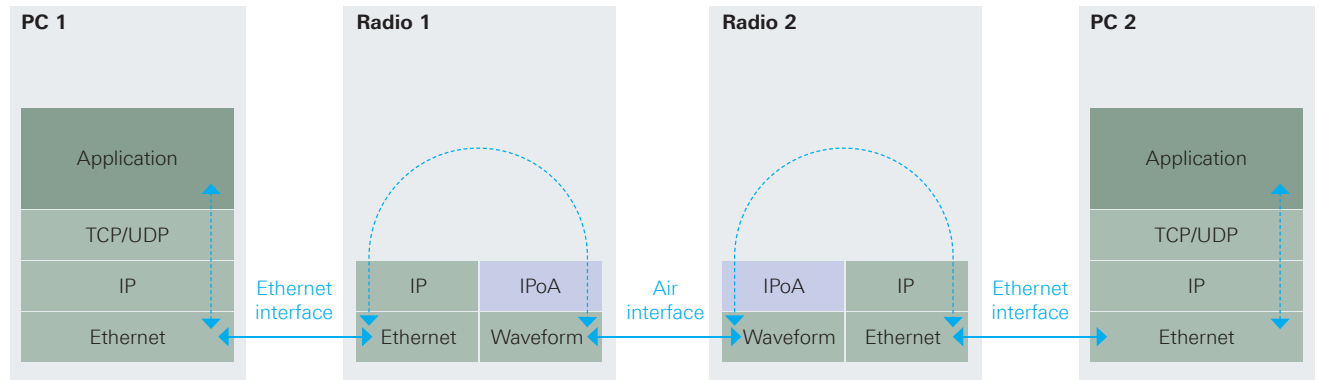 PC 1
Radio 1
Radio 2
PC 2
Application
TCP/UDP
IP
Ethernet
Ethernet
interface
IP
IPoA
Ethernet
Waveform
Air
interface
IPoA
IP
Waveform
Ethernet
Ethernet
interface
Application
TCP/UDP
IP
Ethernet